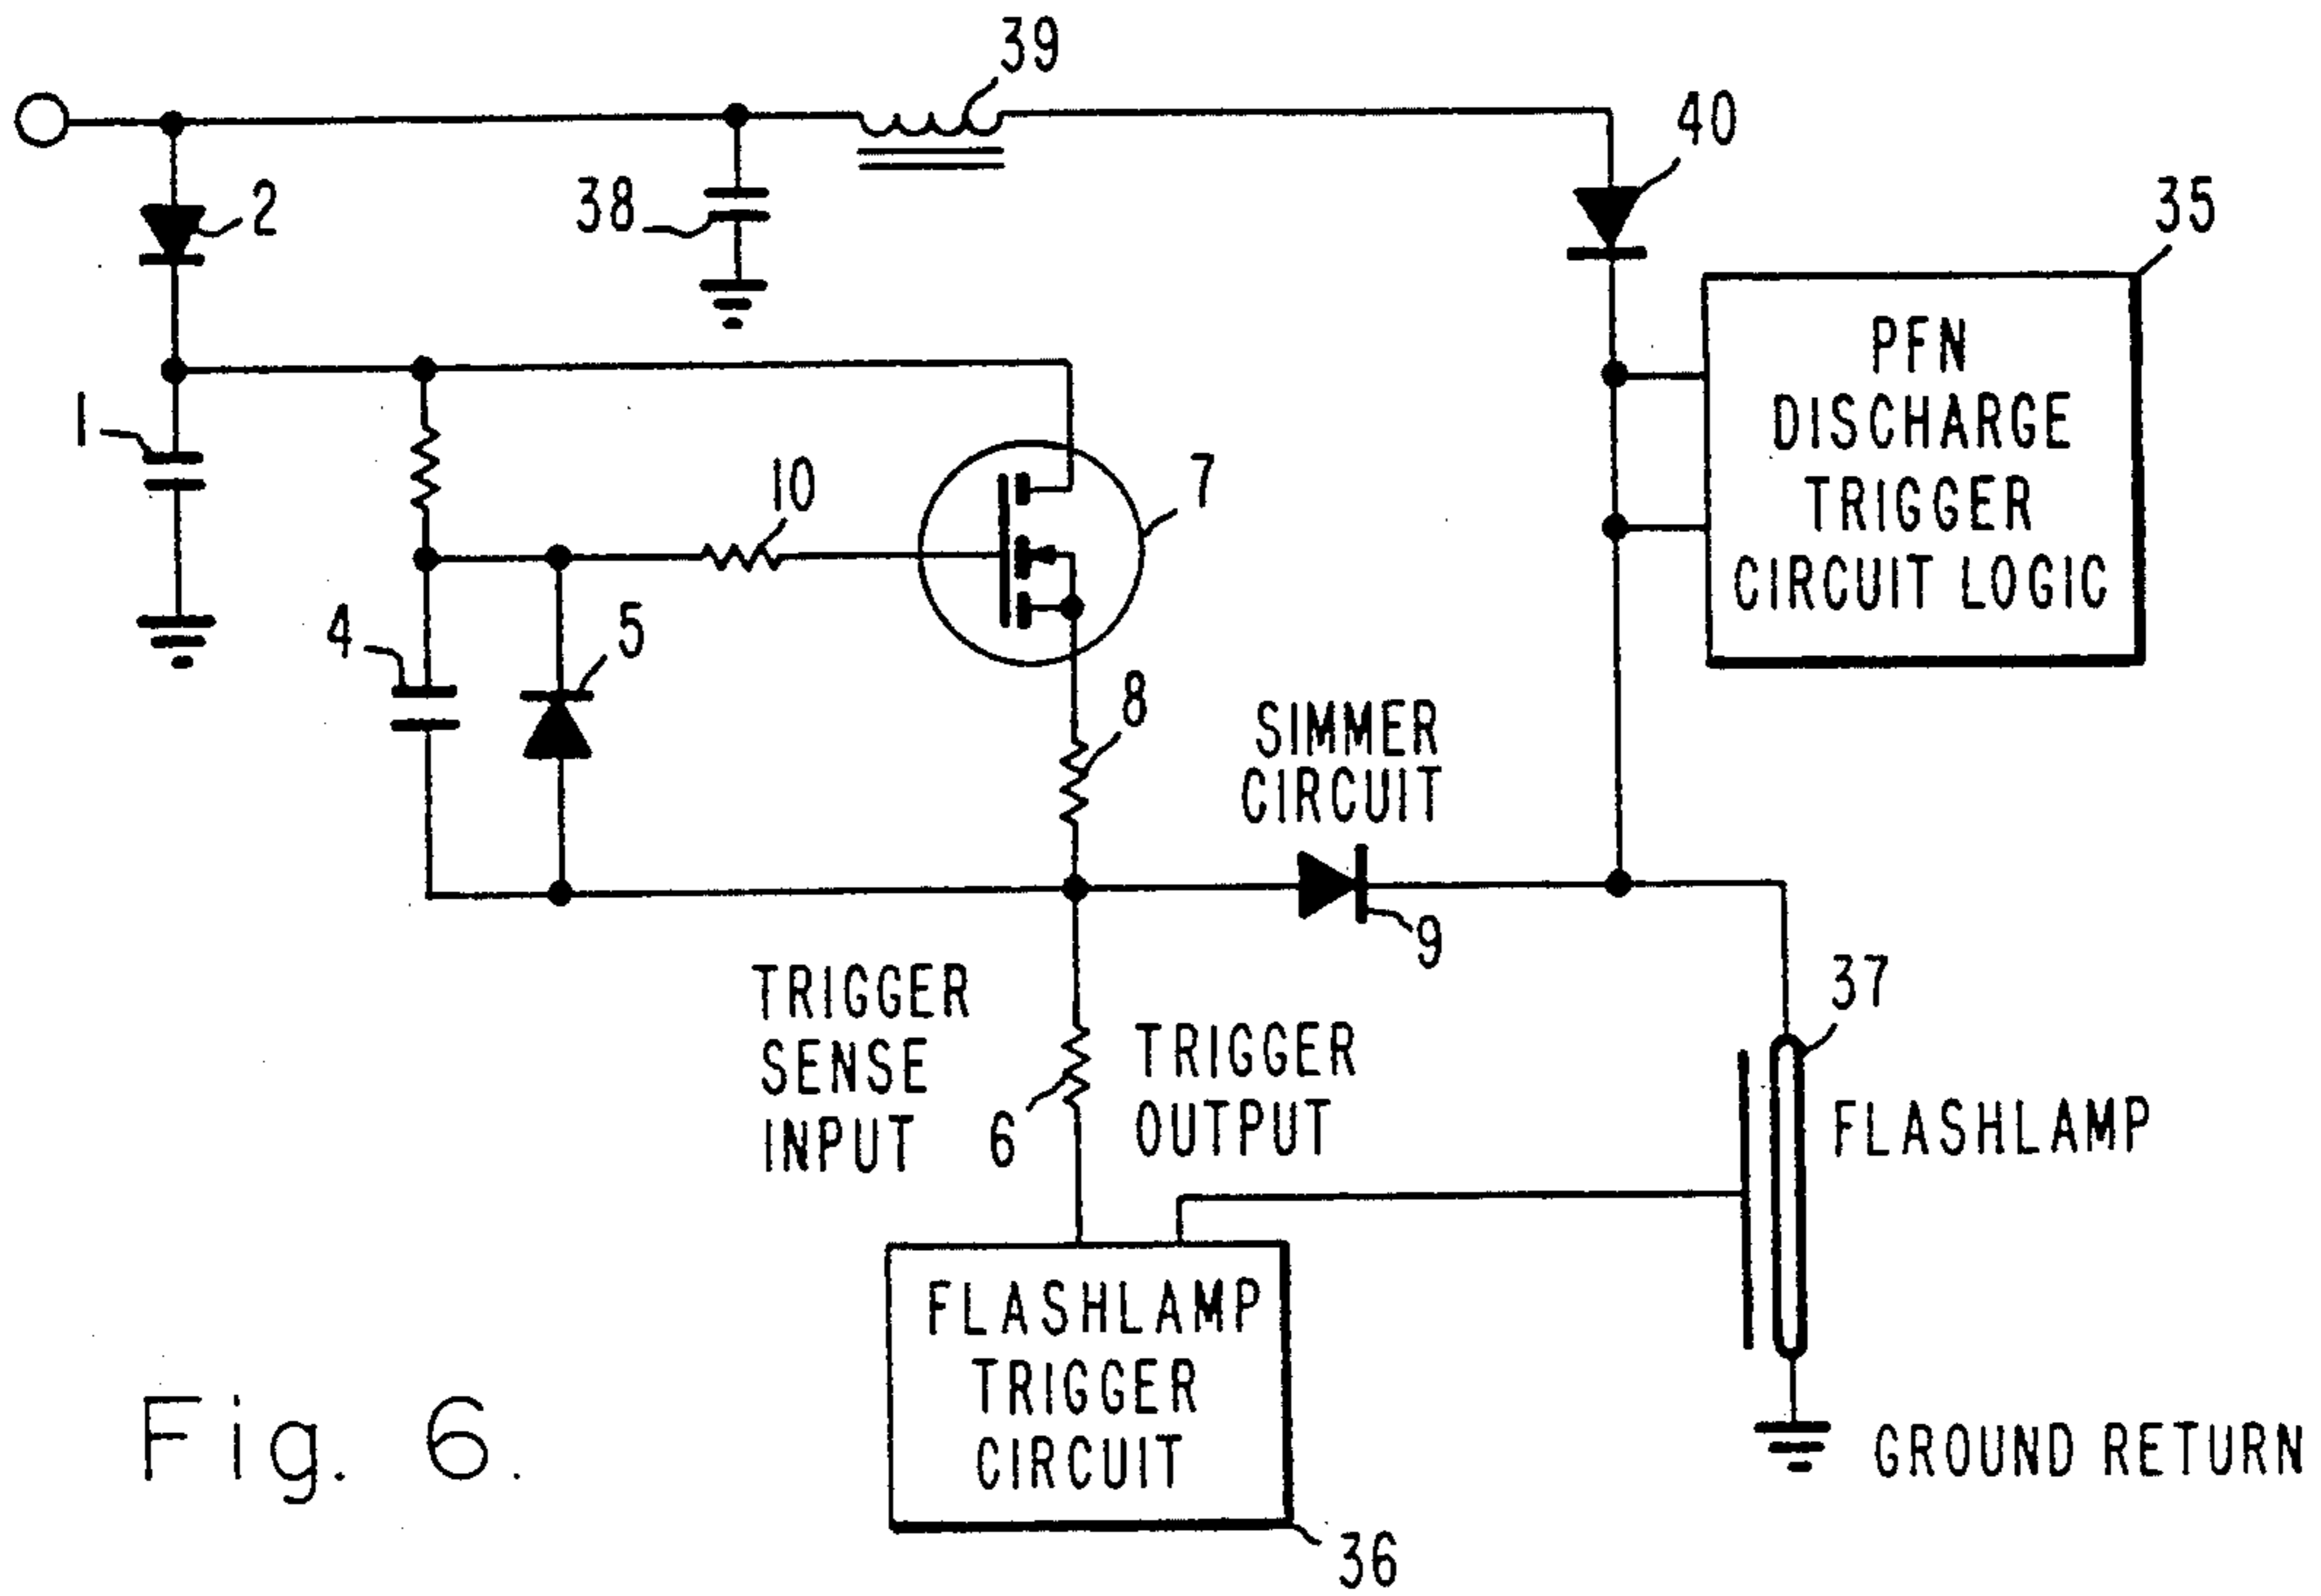 39
40
2
38
35
PFN
DISCHARGE
TRIGGER
CIRCUIT LOGIC
1
10
7
4
5
8
SIMMER
CIRCUIT
9
TRIGGER
SENSE
INPUT
6
TRIGGER
OUTPUT
37
FLASHLAMP
FLASHLAMP
TRIGGER
CIRCUIT
36
GROUND RETURN
Fig. 6.